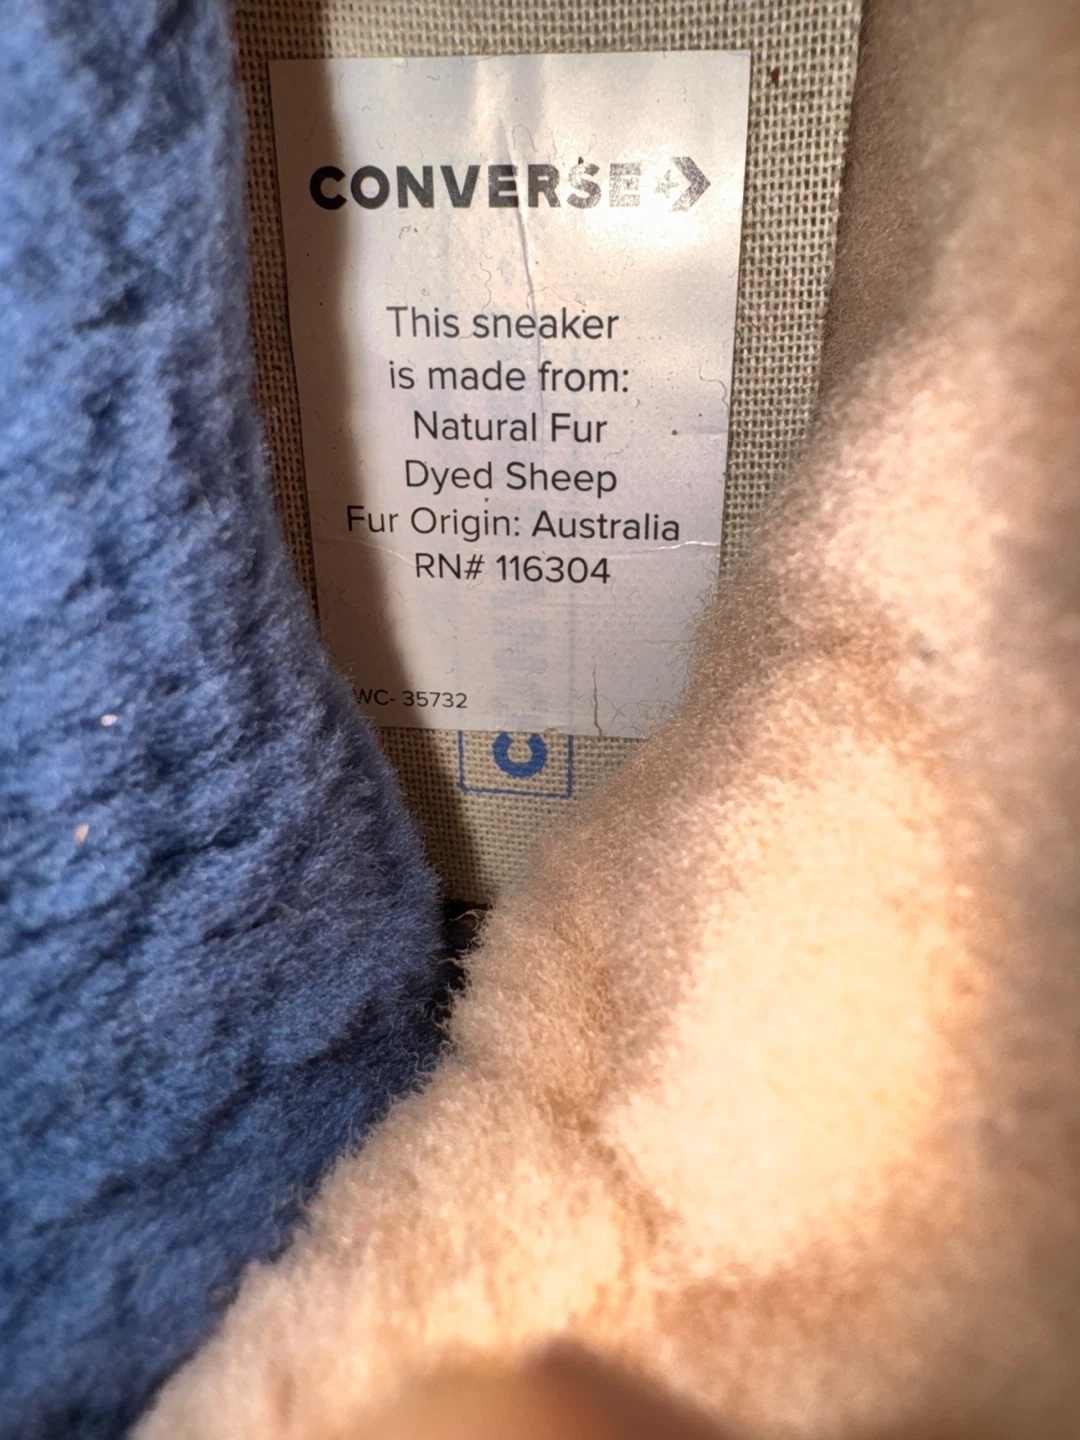 CONVERSE
This sneaker
is made from:
Natural Fur
Dyed Sheep
Fur Origin: Australia
RN# 116304
WC- 35732
C